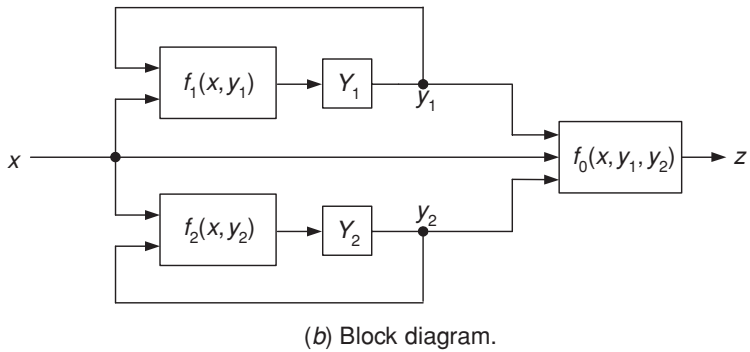 f₁(x, y₁)
Y₁
y₁
x
f₀(x, y₁, y₂)
z
f₂(x, y₂)
Y₂
y₂
(b) Block diagram.